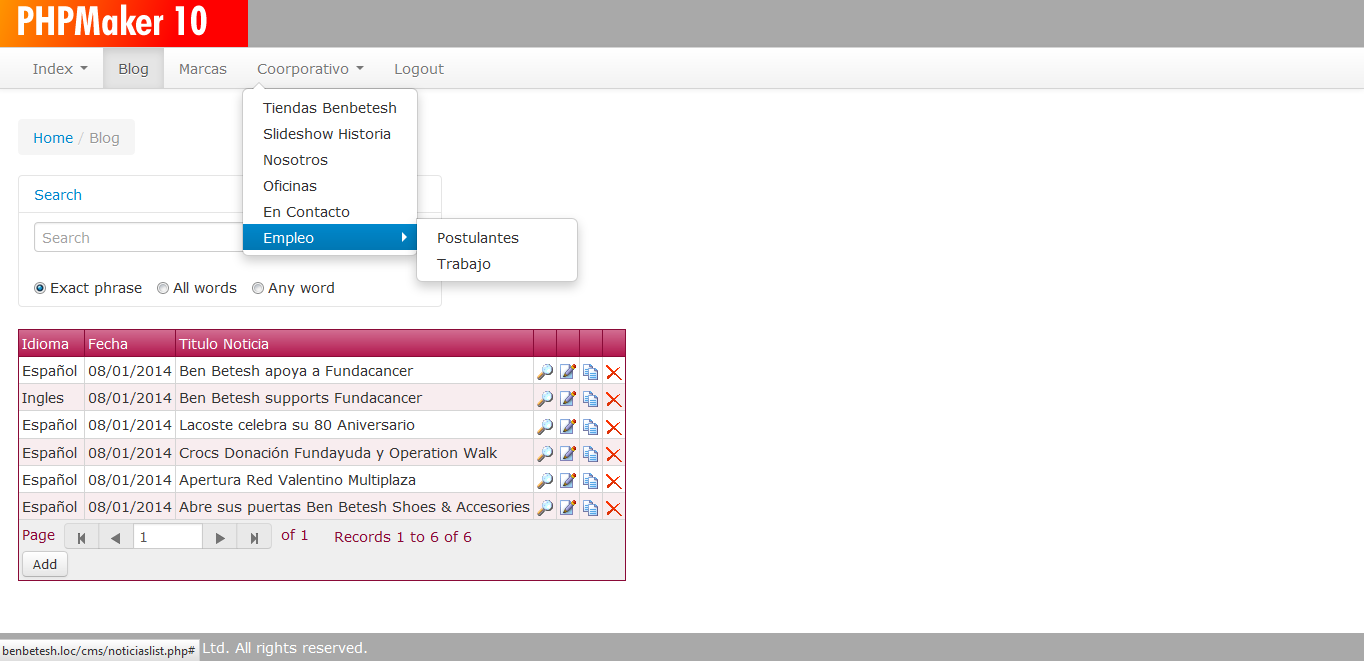 PHPMaker 10
Index Blog Marcas Coorporativo Logout
Tiendas Benbetesh
Slideshow Historia
Nosotros
Oficinas
En Contacto
Empleo
Postulantes
Trabajo
Home / Blog
Search
Search
Exact phrase All words Any word
Idioma Fecha Titulo Noticia
Español 08/01/2014 Ben Betesh apoya a Fundacancer
Ingles 08/01/2014 Ben Betesh supports Fundacancer
Español 08/01/2014 Lacoste celebra su 80 Aniversario
Español 08/01/2014 Crocs Donación Fundayuda y Operation Walk
Español 08/01/2014 Apertura Red Valentino Multiplaza
Español 08/01/2014 Abre sus puertas Ben Betesh Shoes & Accesories
Page 1 of 1 Records 1 to 6 of 6
Add
benbetesh.loc/cms/noticiaslist.php# Ltd. All rights reserved.